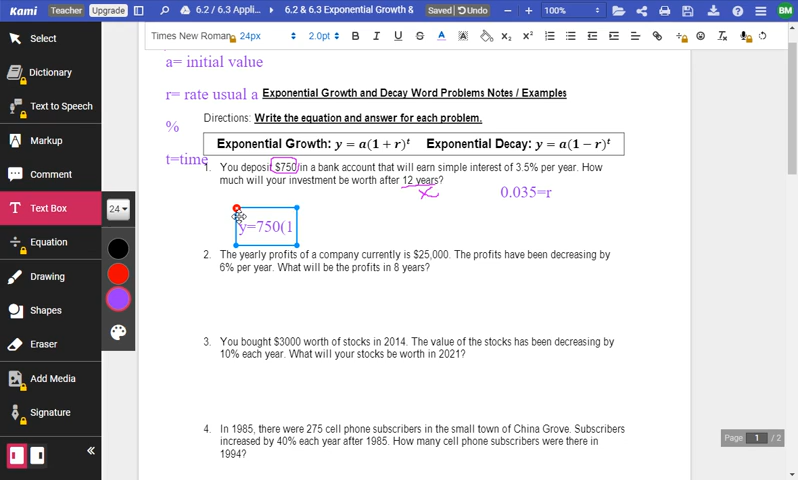 Kami Teacher Upgrade 6.2 / 6.3 Appli... 6.2 & 6.3 Exponential Growth & Saved Undo 100% BM
Times New Roman 24px 2.0pt B I U S A x₂ x²
Select
Dictionary
Text to Speech
Markup
Comment
Text Box
24
Equation
Drawing
Shapes
Eraser
Add Media
Signature
a= initial value
r= rate usual a
%
t=time
Exponential Growth and Decay Word Problems Notes / Examples
Directions: Write the equation and answer for each problem.
Exponential Growth: y = a(1 + r)ᵗ Exponential Decay: y = a(1 − r)ᵗ
1. You deposit $750 in a bank account that will earn simple interest of 3.5% per year. How
much will your investment be worth after 12 years?
x
0.035=r
y=750(1
2. The yearly profits of a company currently is $25,000. The profits have been decreasing by
6% per year. What will be the profits in 8 years?
3. You bought $3000 worth of stocks in 2014. The value of the stocks has been decreasing by
10% each year. What will your stocks be worth in 2021?
4. In 1985, there were 275 cell phone subscribers in the small town of China Grove. Subscribers
increased by 40% each year after 1985. How many cell phone subscribers were there in
1994?
Page 1 / 2